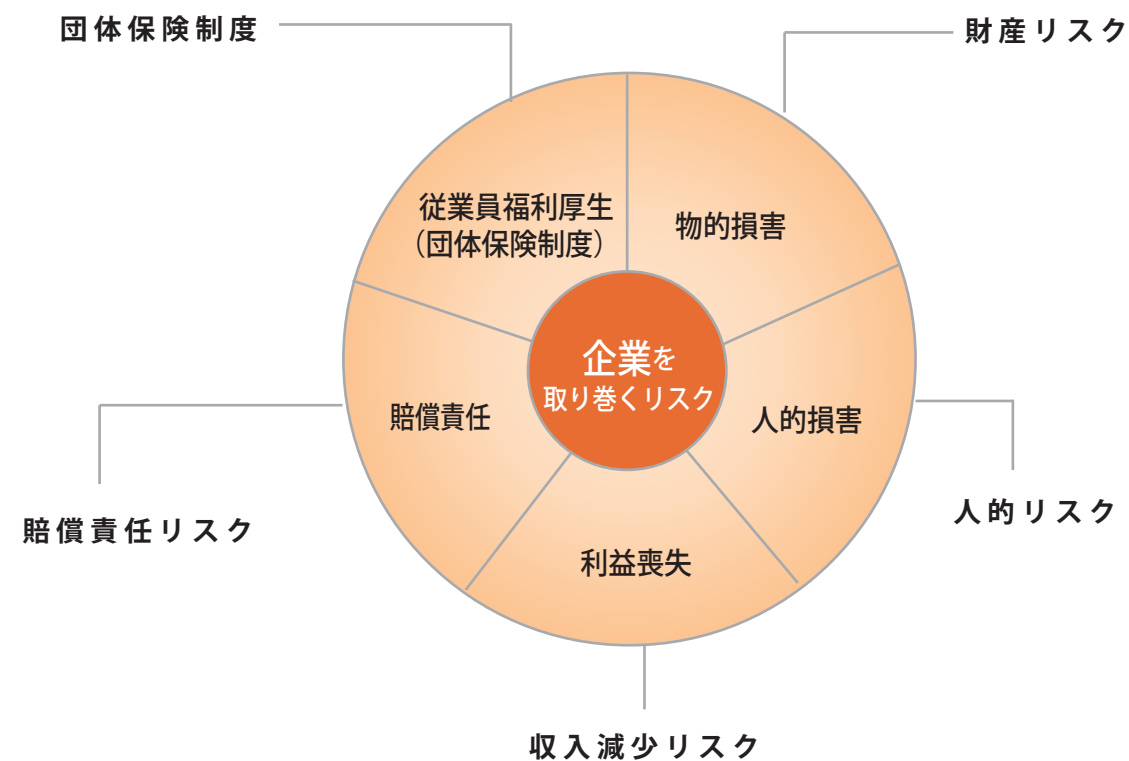 団体保険制度
財産リスク
従業員福利厚生
（団体保険制度）
物的損害
企業を
取り巻くリスク
賠償責任
人的損害
賠償責任リスク
人的リスク
利益喪失
収入減少リスク